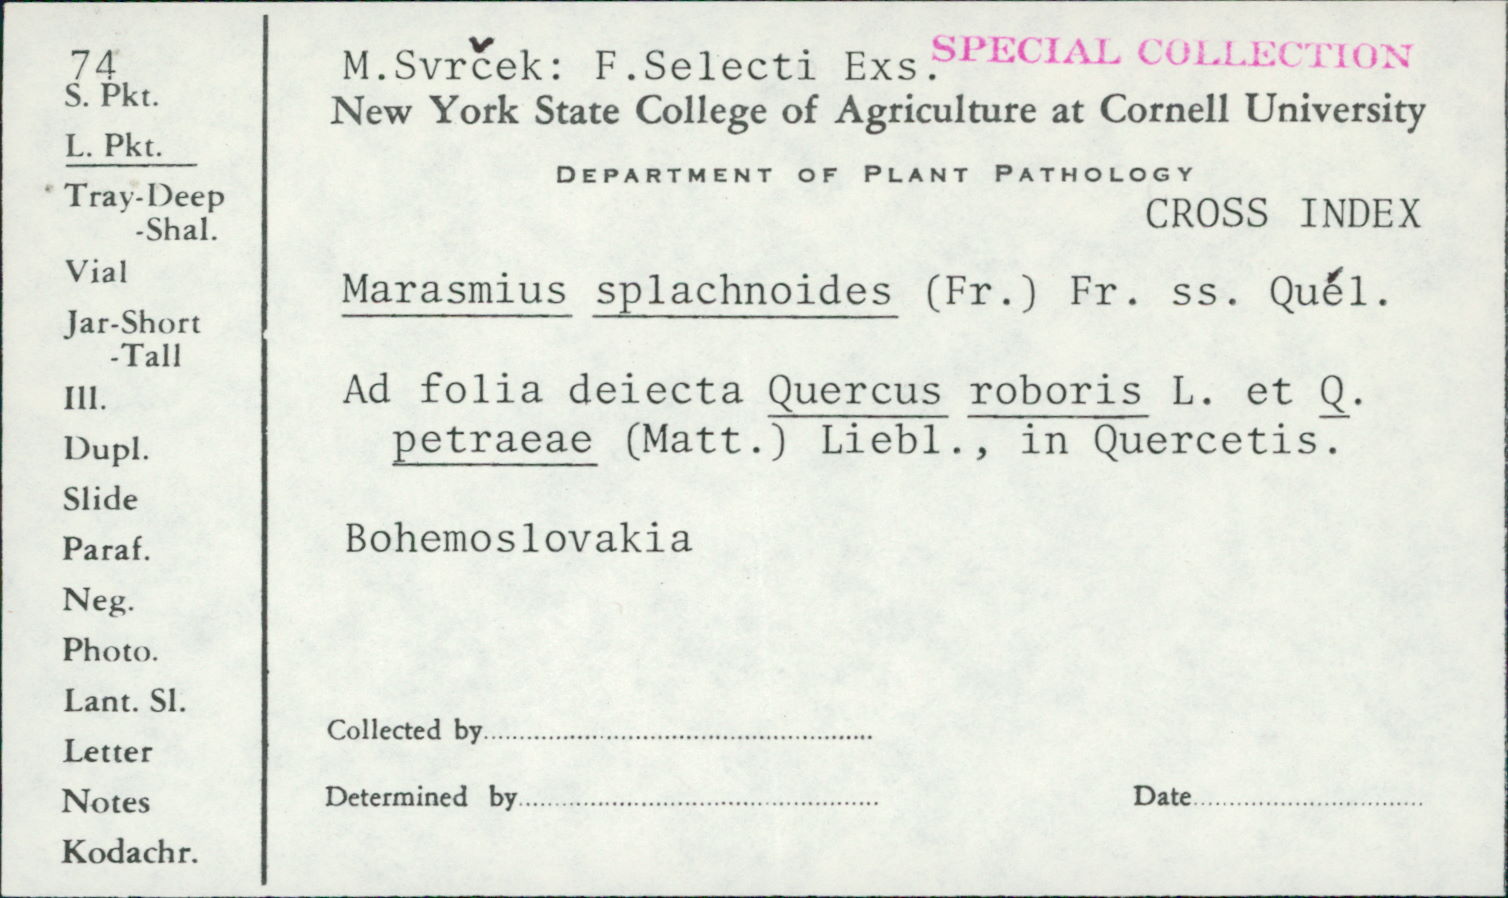 74
S. Pkt.
L. Pkt.
Tray-Deep
-Shal.
Vial
Jar-Short
-Tall
Ill.
Dupl.
Slide
Paraf.
Neg.
Photo.
Lant. Sl.
Letter
Notes
Kodachr.
M.Svrček: F.Selecti Exs.
SPECIAL COLLECTION
New York State College of Agriculture at Cornell University
DEPARTMENT OF PLANT PATHOLOGY
CROSS INDEX
Marasmius splachnoides (Fr.) Fr. ss. Quél.
Ad folia deiecta Quercus roboris L. et Q.
petraeae (Matt.) Liebl., in Quercetis.
Bohemoslovakia
Collected by
Determined by
Date